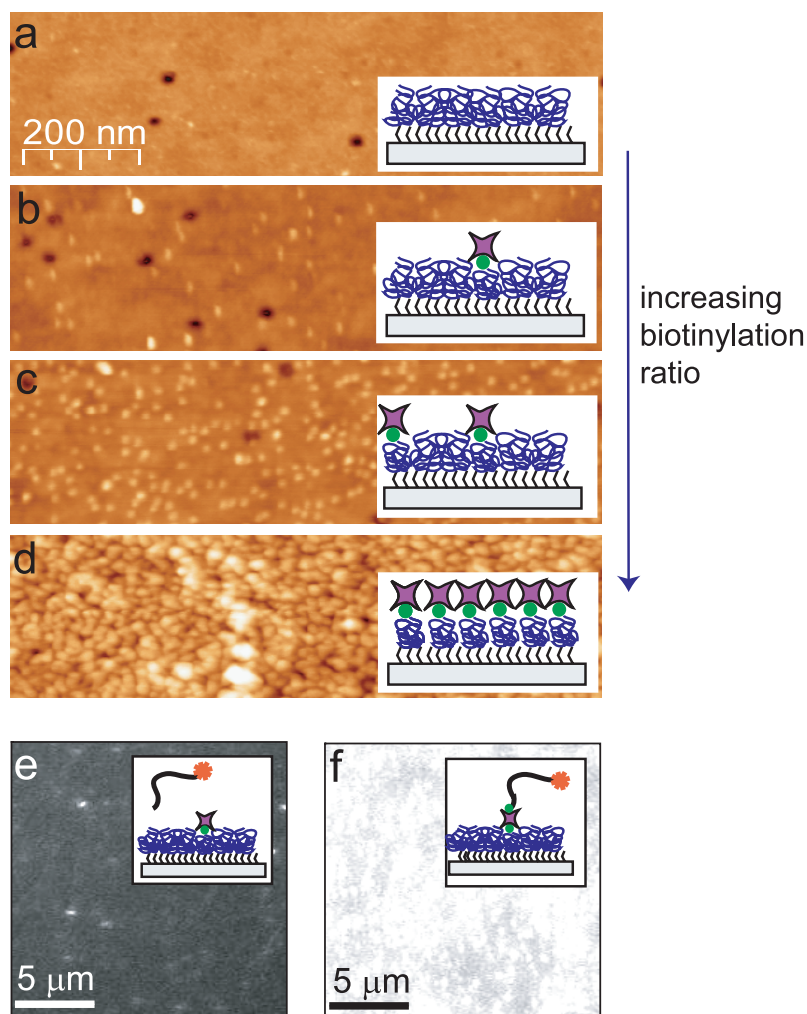 a
200 nm
b
increasing
biotinylation
ratio
c
d
e
5 μm
f
5 μm